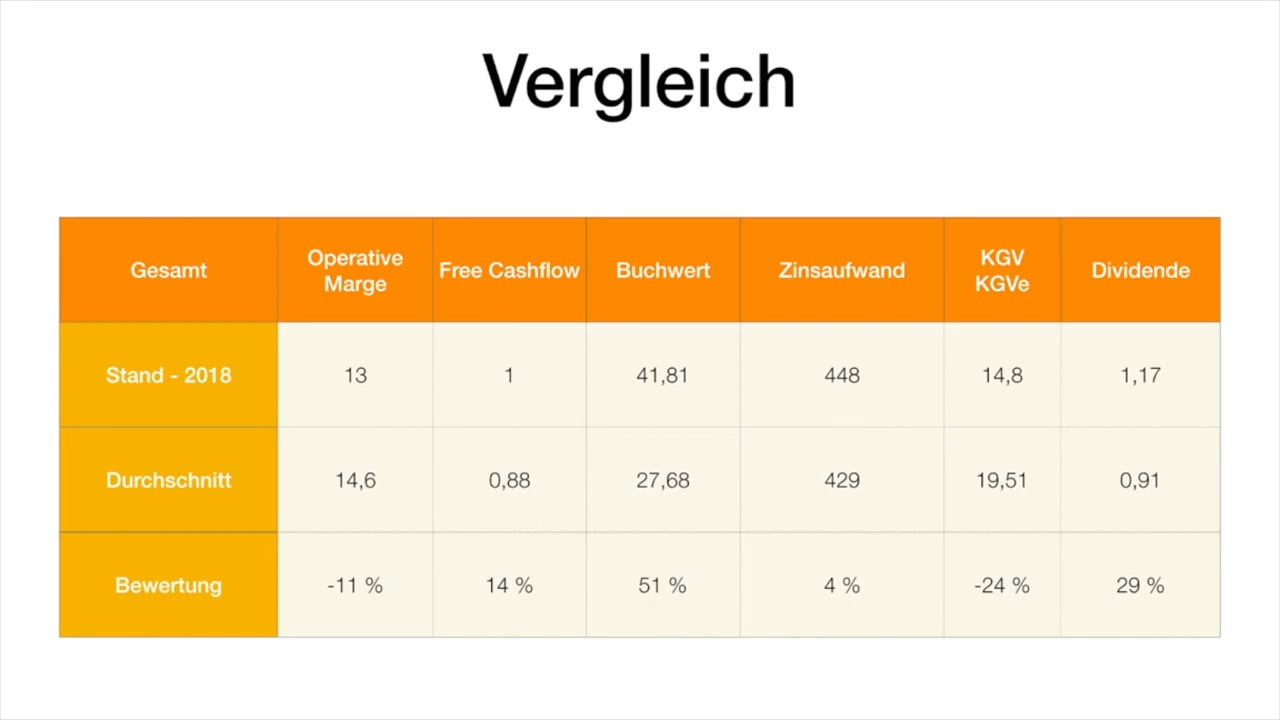 Vergleich
Gesamt
Operative
Marge
Free Cashflow
Buchwert
Zinsaufwand
KGV
KGVe
Dividende
Stand - 2018
13
1
41,81
448
14,8
1,17
Durchschnitt
14,6
0,88
27,68
429
19,51
0,91
Bewertung
-11 %
14 %
51 %
4 %
-24 %
29 %